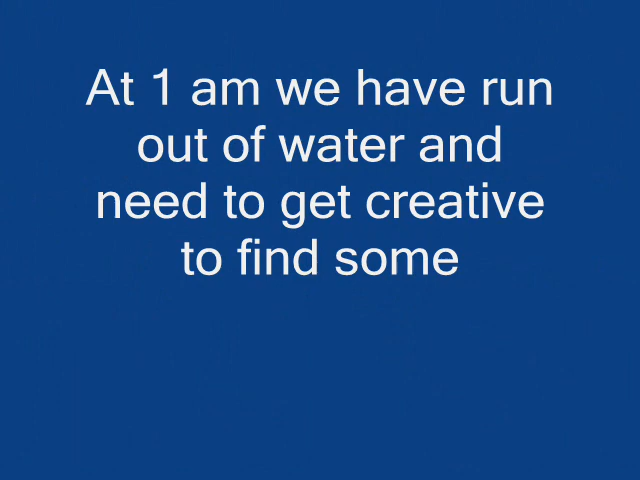 At 1 am we have run
out of water and
need to get creative
to find some